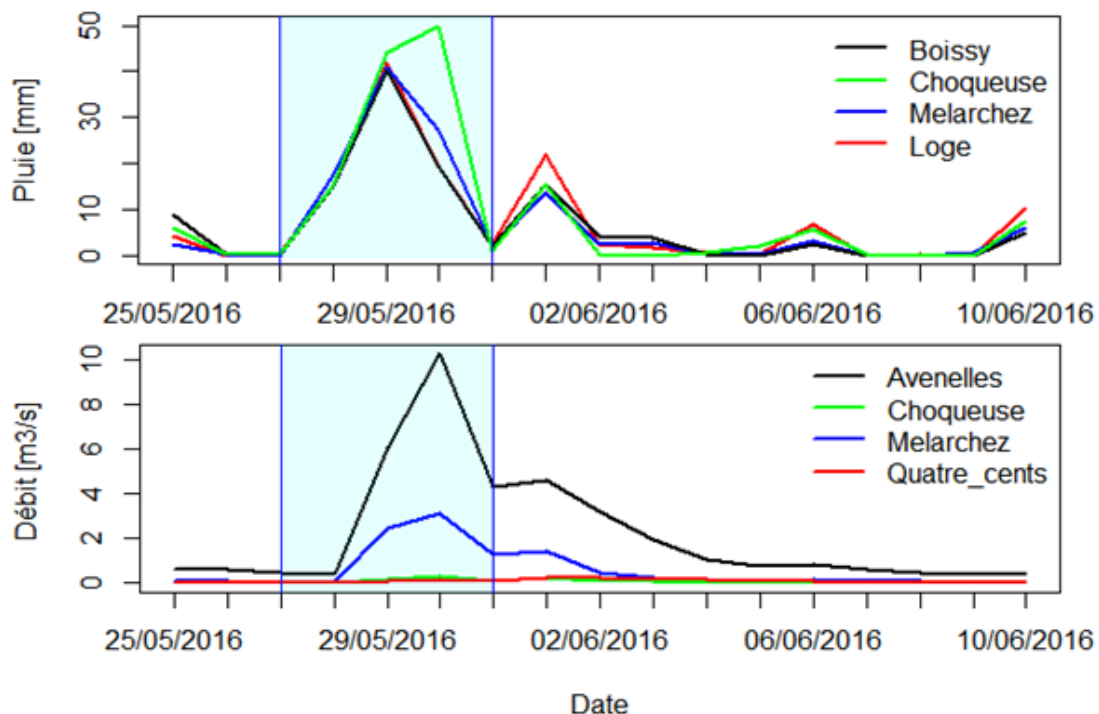 Pluie [mm]
50
30
10
0
Boissy
Choqueuse
Melarchez
Loge
25/05/2016 29/05/2016 02/06/2016 06/06/2016 10/06/2016
Débit [m3/s]
10
8
6
4
2
0
Avenelles
Choqueuse
Melarchez
Quatre_cents
25/05/2016 29/05/2016 02/06/2016 06/06/2016 10/06/2016
Date